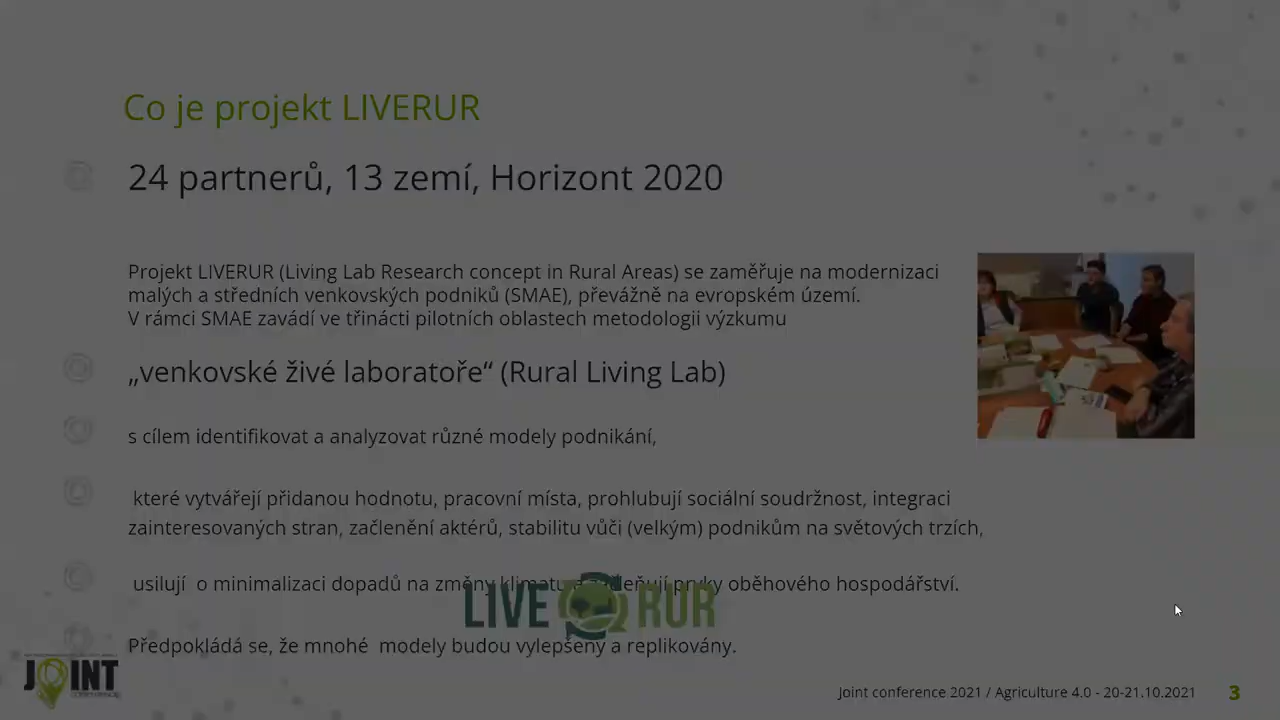 Co je projekt LIVERUR
24 partnerů, 13 zemí, Horizont 2020
Projekt LIVERUR (Living Lab Research concept in Rural Areas) se zaměřuje na modernizaci
malých a středních venkovských podniků (SMAE), převážně na evropském území.
V rámci SMAE zavádí ve třinácti pilotních oblastech metodologii výzkumu
„venkovské živé laboratoře“ (Rural Living Lab)
s cílem identifikovat a analyzovat různé modely podnikání,
které vytvářejí přidanou hodnotu, pracovní místa, prohlubují sociální soudržnost, integraci
zainteresovaných stran, začlenění aktérů, stabilitu vůči (velkým) podnikům na světových trzích,
usilují o minimalizaci dopadů na změny klimatu a prvky oběhového hospodářství.
LIVE RUR
Předpokládá se, že mnohé modely budou vylepšeny a replikovány.
JOINT
Joint conference 2021 / Agriculture 4.0 - 20-21.10.2021
3